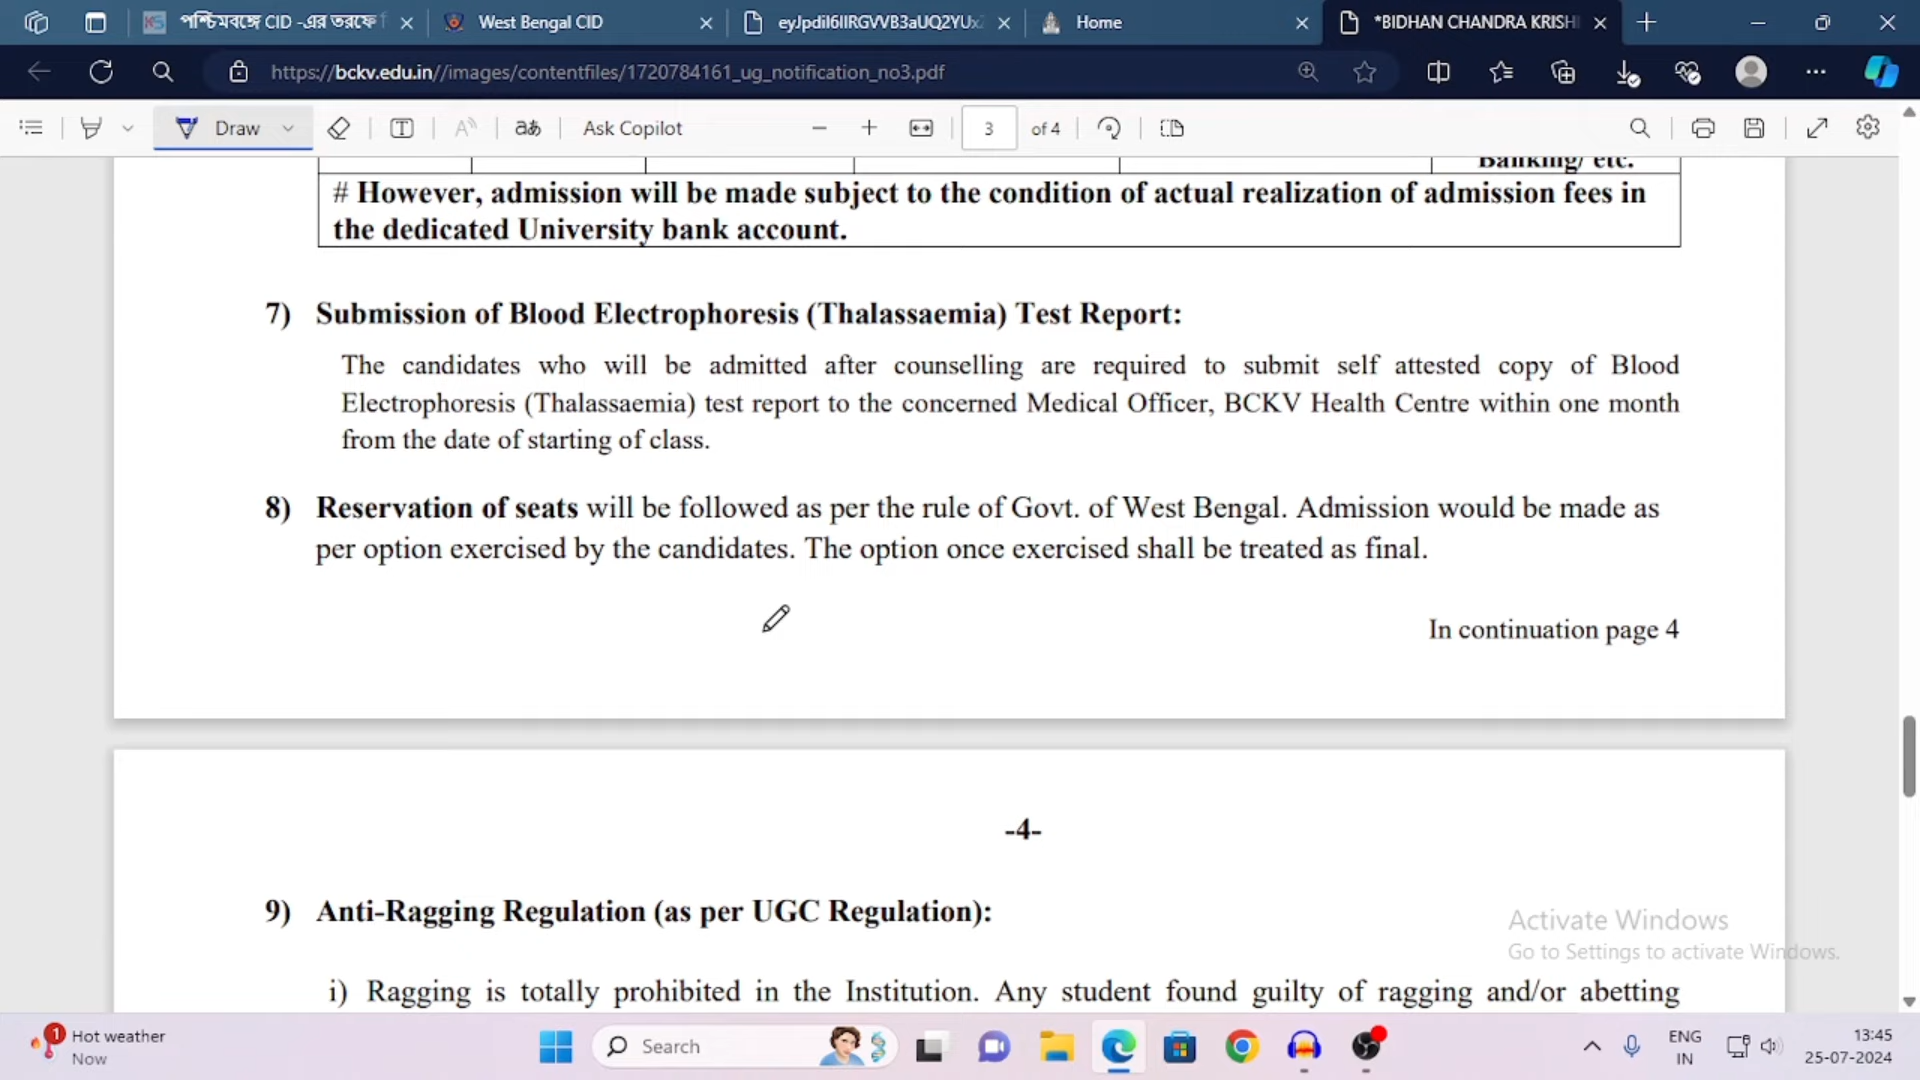 পশ্চিমবঙ্গে CID -এর তরফে
West Bengal CID
eyJpdiI6IlRGVVB3aUQ2YUx
Home
*BIDHAN CHANDRA KRISH
https://bckv.edu.in//images/contentfiles/1720784161_ug_notification_no3.pdf
Draw
Ask Copilot
3 of 4
Banking/ etc.
# However, admission will be made subject to the condition of actual realization of admission fees in
the dedicated University bank account.
7) Submission of Blood Electrophoresis (Thalassaemia) Test Report:
The candidates who will be admitted after counselling are required to submit self attested copy of Blood
Electrophoresis (Thalassaemia) test report to the concerned Medical Officer, BCKV Health Centre within one month
from the date of starting of class.
8) Reservation of seats will be followed as per the rule of Govt. of West Bengal. Admission would be made as
per option exercised by the candidates. The option once exercised shall be treated as final.
In continuation page 4
-4-
9) Anti-Ragging Regulation (as per UGC Regulation):
i) Ragging is totally prohibited in the Institution. Any student found guilty of ragging and/or abetting
Activate Windows
Go to Settings to activate Windows.
1
Hot weather
Now
Search
ENG
IN
13:45
25-07-2024